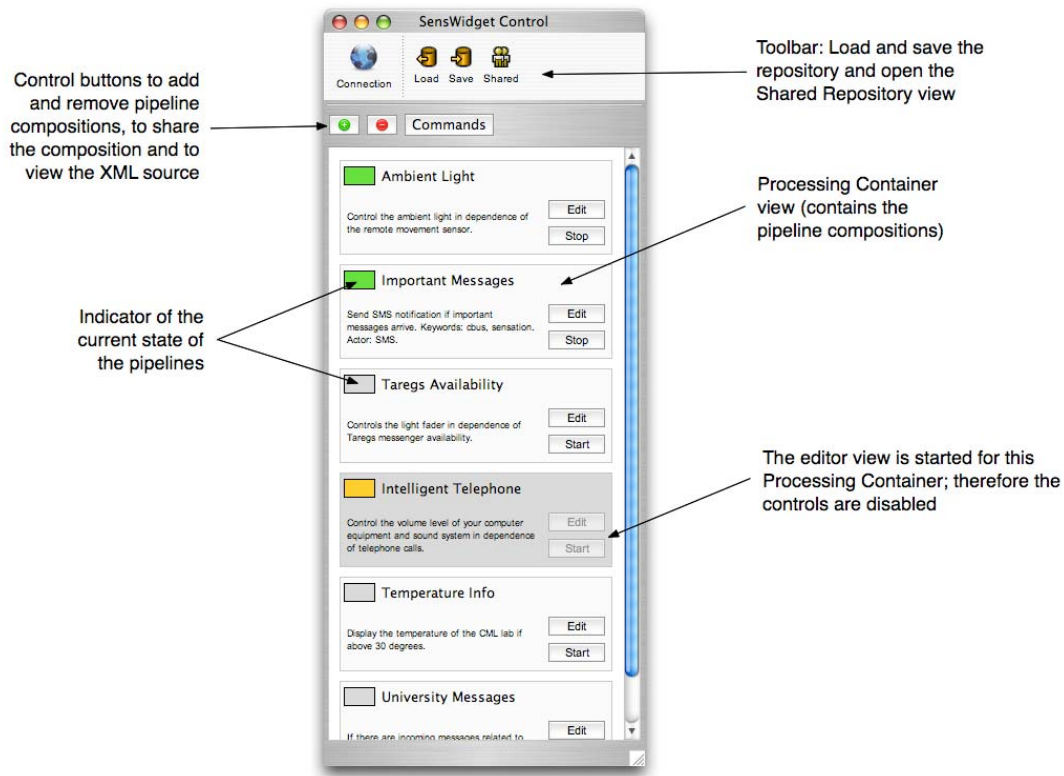 SensWidget Control
Connection
Load Save Shared
Commands
Control buttons to add
and remove pipeline
compositions, to share
the composition and to
view the XML source
Toolbar: Load and save the
repository and open the
Shared Repository view
Ambient Light
Control the ambient light in dependence of
the remote movement sensor.
Edit
Stop
Processing Container
view (contains the
pipeline compositions)
Important Messages
Send SMS notification if important
messages arrive. Keywords: cbus, sensation.
Actor: SMS.
Edit
Stop
Indicator of the
current state of
the pipelines
Taregs Availability
Controls the light fader in dependence of
Taregs messenger availability.
Edit
Start
Intelligent Telephone
Control the volume level of your computer
equipment and sound system in dependence
of telephone calls.
Edit
Start
The editor view is started for this
Processing Container; therefore the
controls are disabled
Temperature Info
Display the temperature of the CML lab if
above 30 degrees.
Edit
Start
University Messages
If there are incoming messages related to
Edit